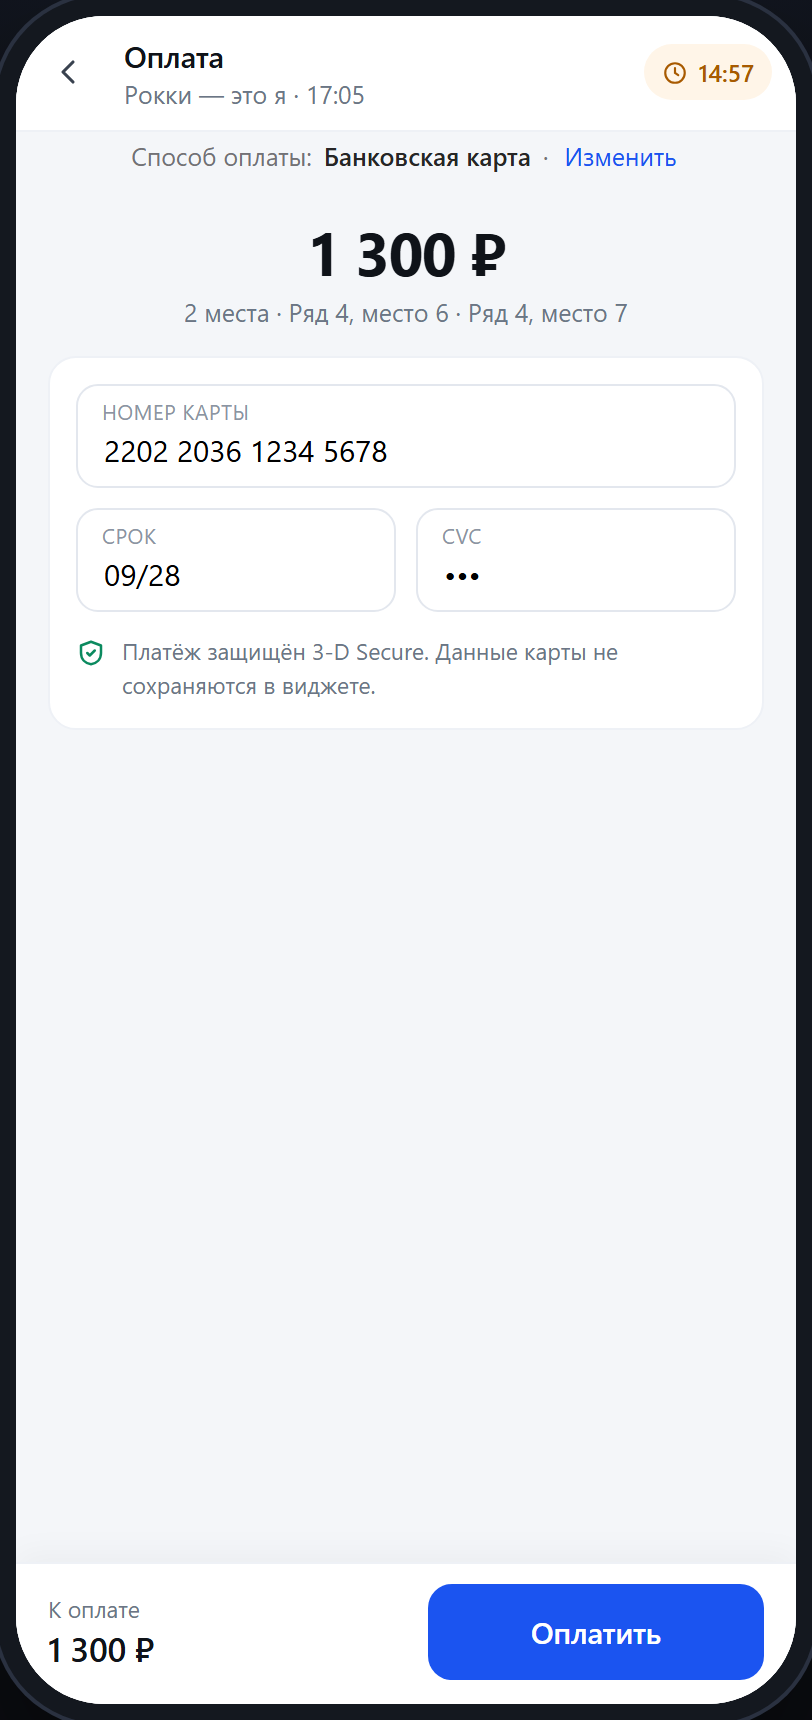 Оплата
Рокки — это я · 17:05
14:57
Способ оплаты: Банковская карта · Изменить
1 300 ₽
2 места · Ряд 4, место 6 · Ряд 4, место 7
НОМЕР КАРТЫ
2202 2036 1234 5678
СРОК
09/28
CVC
•••
Платёж защищён 3-D Secure. Данные карты не
сохраняются в виджете.
К оплате
1 300 ₽
Оплатить